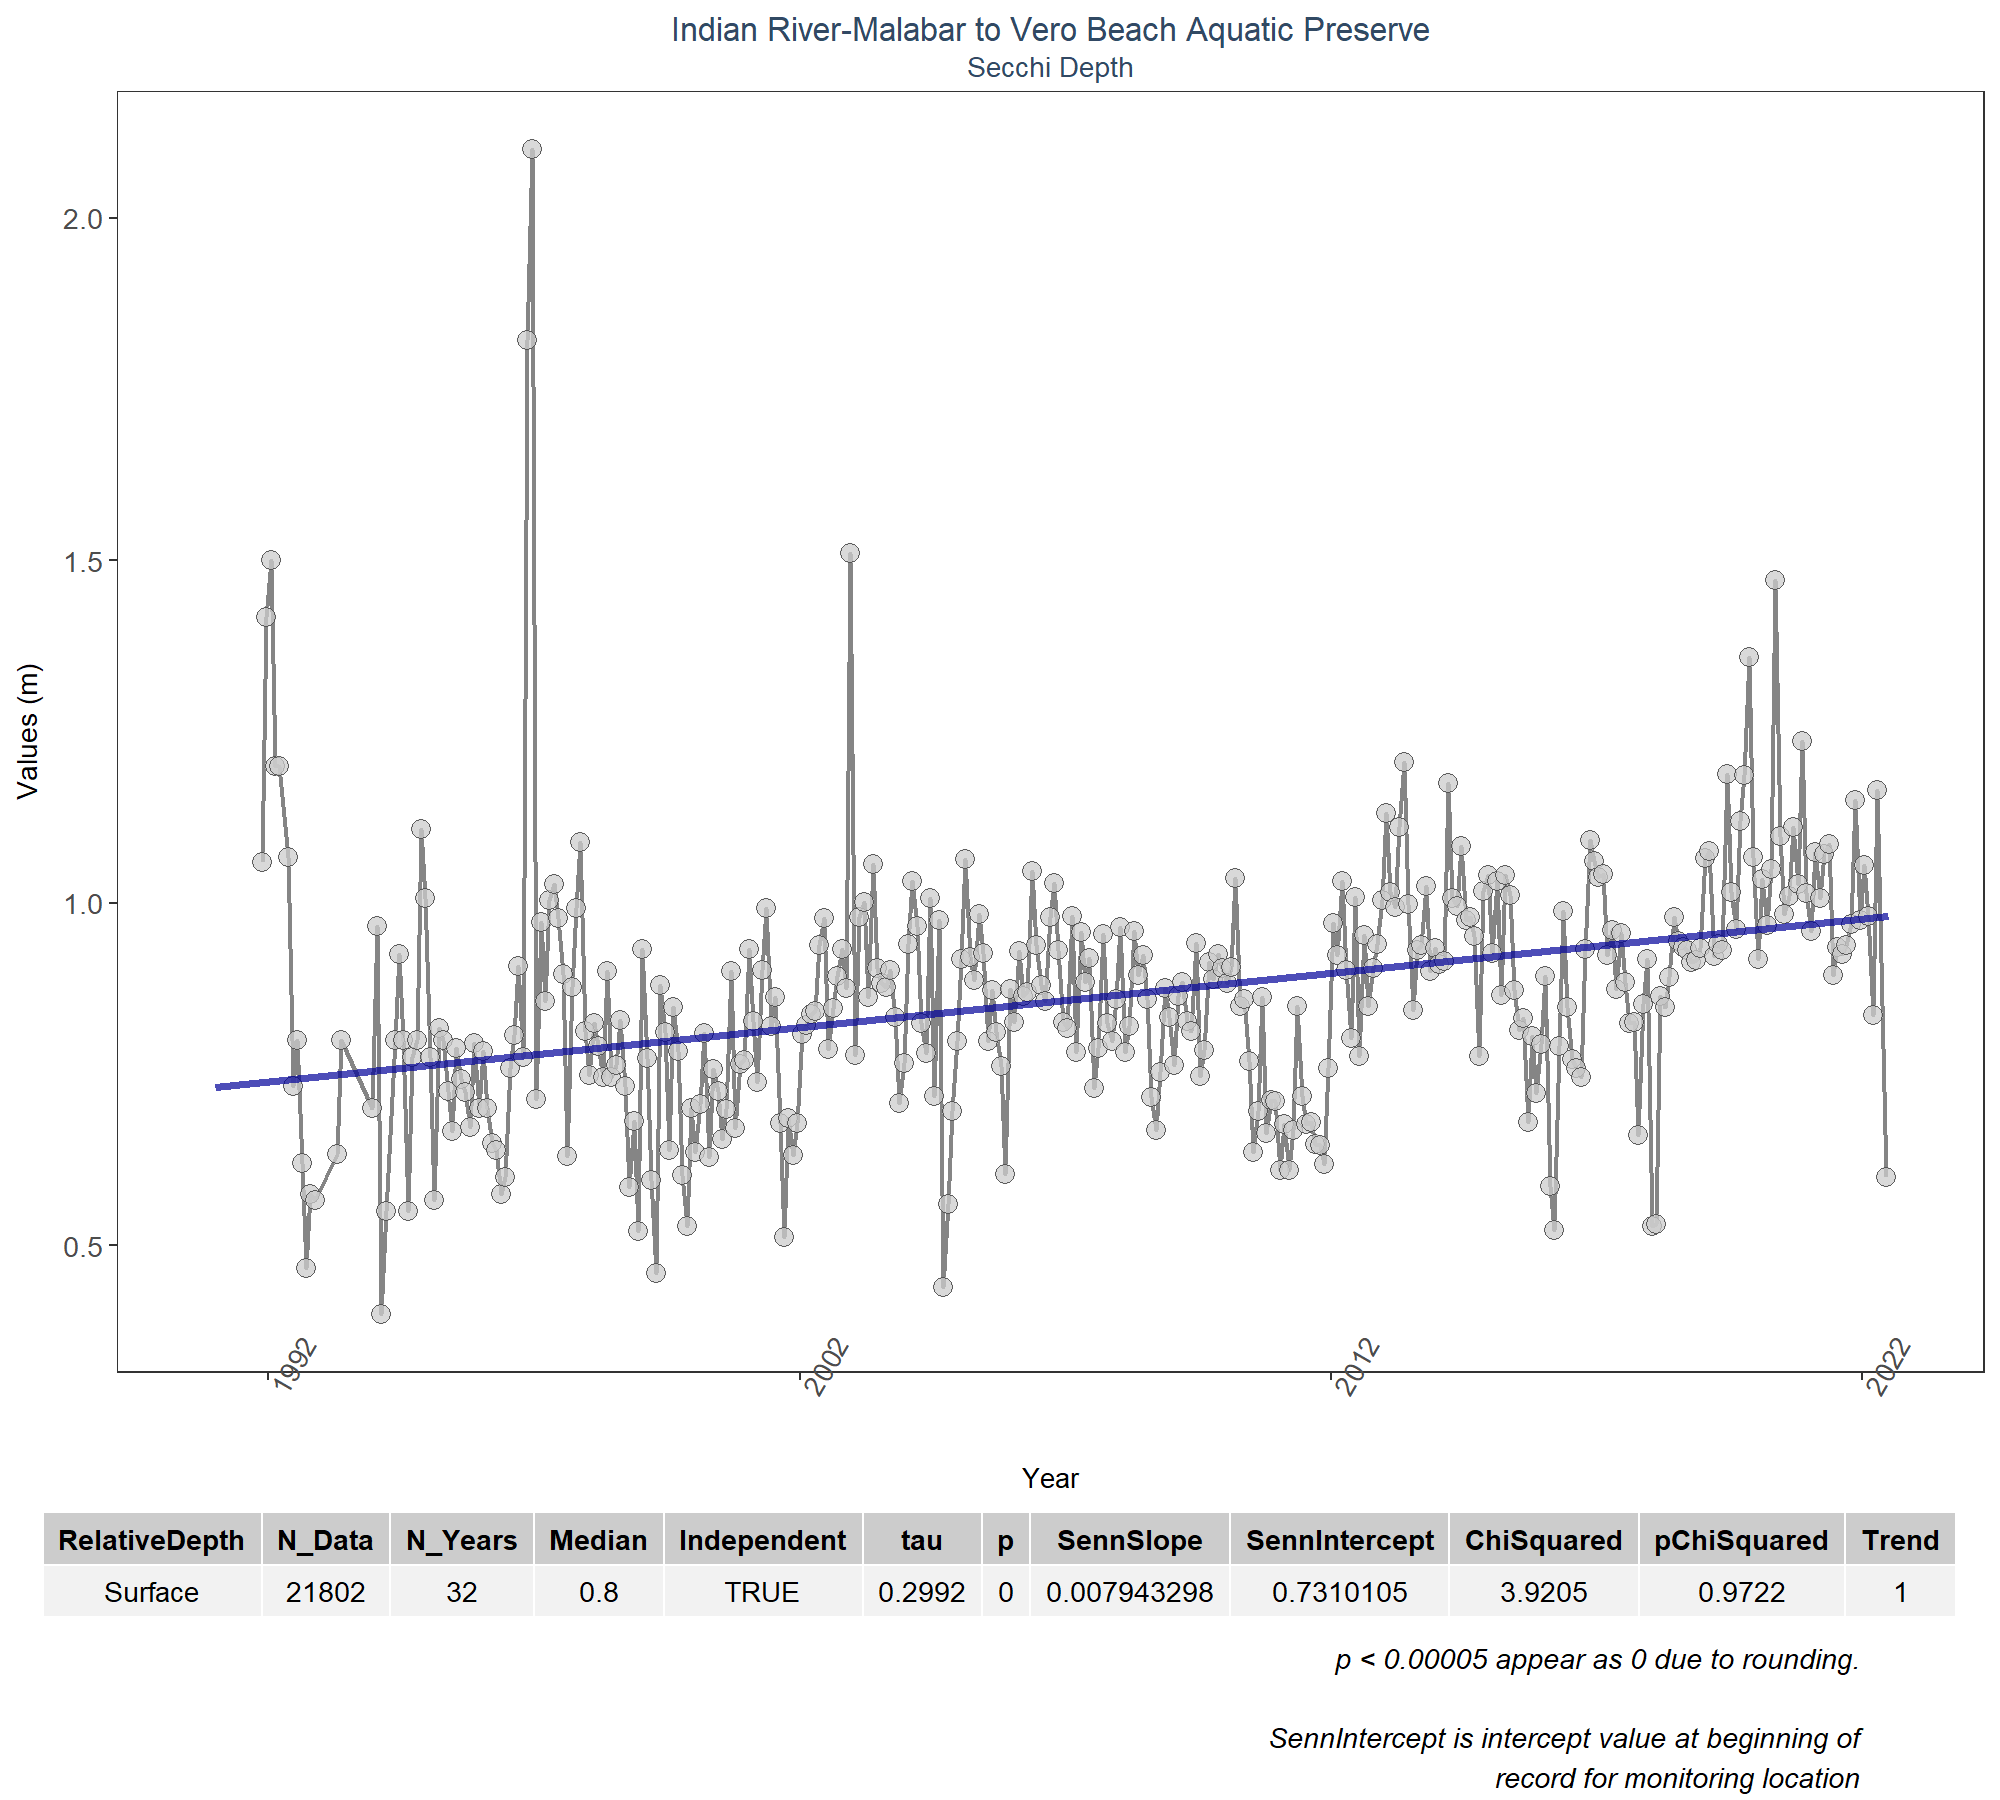 Indian River-Malabar to Vero Beach Aquatic Preserve
Secchi Depth
Values (m)
2.0
1.5
1.0
0.5
1992
2002
2012
2022
Year
RelativeDepth N_Data N_Years Median Independent tau p SennSlope SennIntercept ChiSquared pChiSquared Trend
Surface 21802 32 0.8 TRUE 0.2992 0 0.007943298 0.7310105 3.9205 0.9722 1
p < 0.00005 appear as 0 due to rounding.
SennIntercept is intercept value at beginning of
record for monitoring location